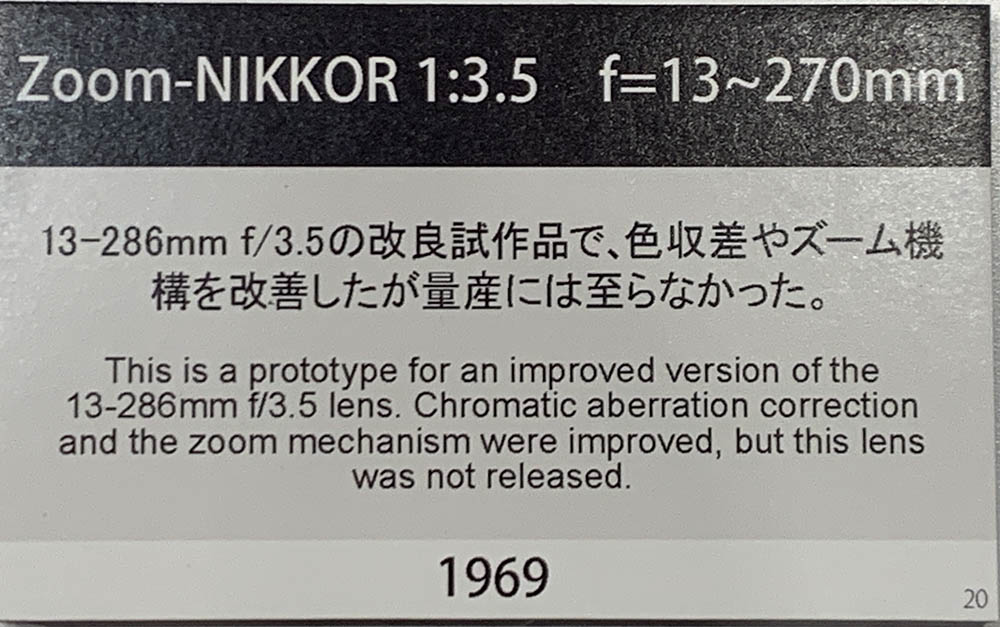 Zoom-NIKKOR 1:3.5 f=13~270mm
13-286mm f/3.5の改良試作品で、色収差やズーム機
構を改善したが量産には至らなかった。
This is a prototype for an improved version of the
13-286mm f/3.5 lens. Chromatic aberration correction
and the zoom mechanism were improved, but this lens
was not released.
1969
20